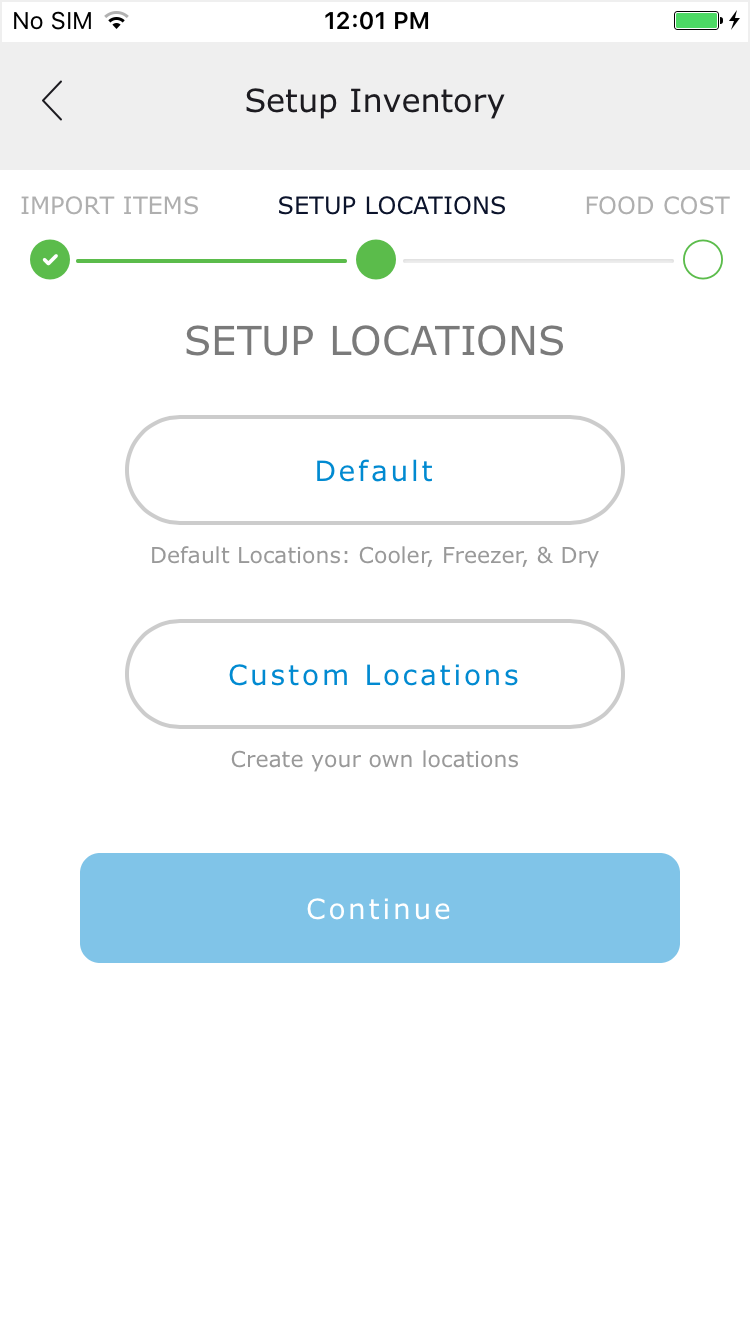 No SIM 12:01 PM
Setup Inventory
IMPORT ITEMS SETUP LOCATIONS FOOD COST
SETUP LOCATIONS
Default
Default Locations: Cooler, Freezer, & Dry
Custom Locations
Create your own locations
Continue